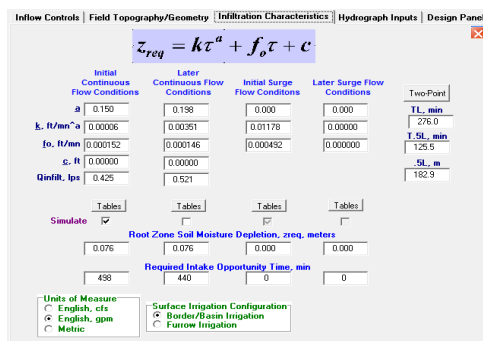 Inflow Controls | Field Topography/Geometry | Infiltration Characteristics | Hydrograph Inputs | Design Panel
z_req = kτ^a + f_o τ + c
Initial Continuous Flow Conditons
Later Continuous Flow Conditions
Initial Surge Flow Conditons
Later Surge Flow Conditions
Two-Point
a 0.150 0.198 0.000 0.000
TL, min
276.0
k, ft/mn^a 0.00006 0.00351 0.01178 0.00000
T.5L, min
125.5
fo, ft/mn 0.000152 0.000146 0.000492 0.000000
.5L, m
182.9
c, ft 0.00000 0.00000
Qinfilt, lps 0.425 0.521
Tables Tables Tables Tables
Simulate
Root Zone Soil Moisture Depletion, zreq, meters
0.076 0.076 0.000 0.000
Required Intake Opportunity Time, min
498 440 0 0
Units of Measure
English, cfs
English, gpm
Metric
Surface Irrigation Configuration
Border/Basin Irrigation
Furrow Irrigation